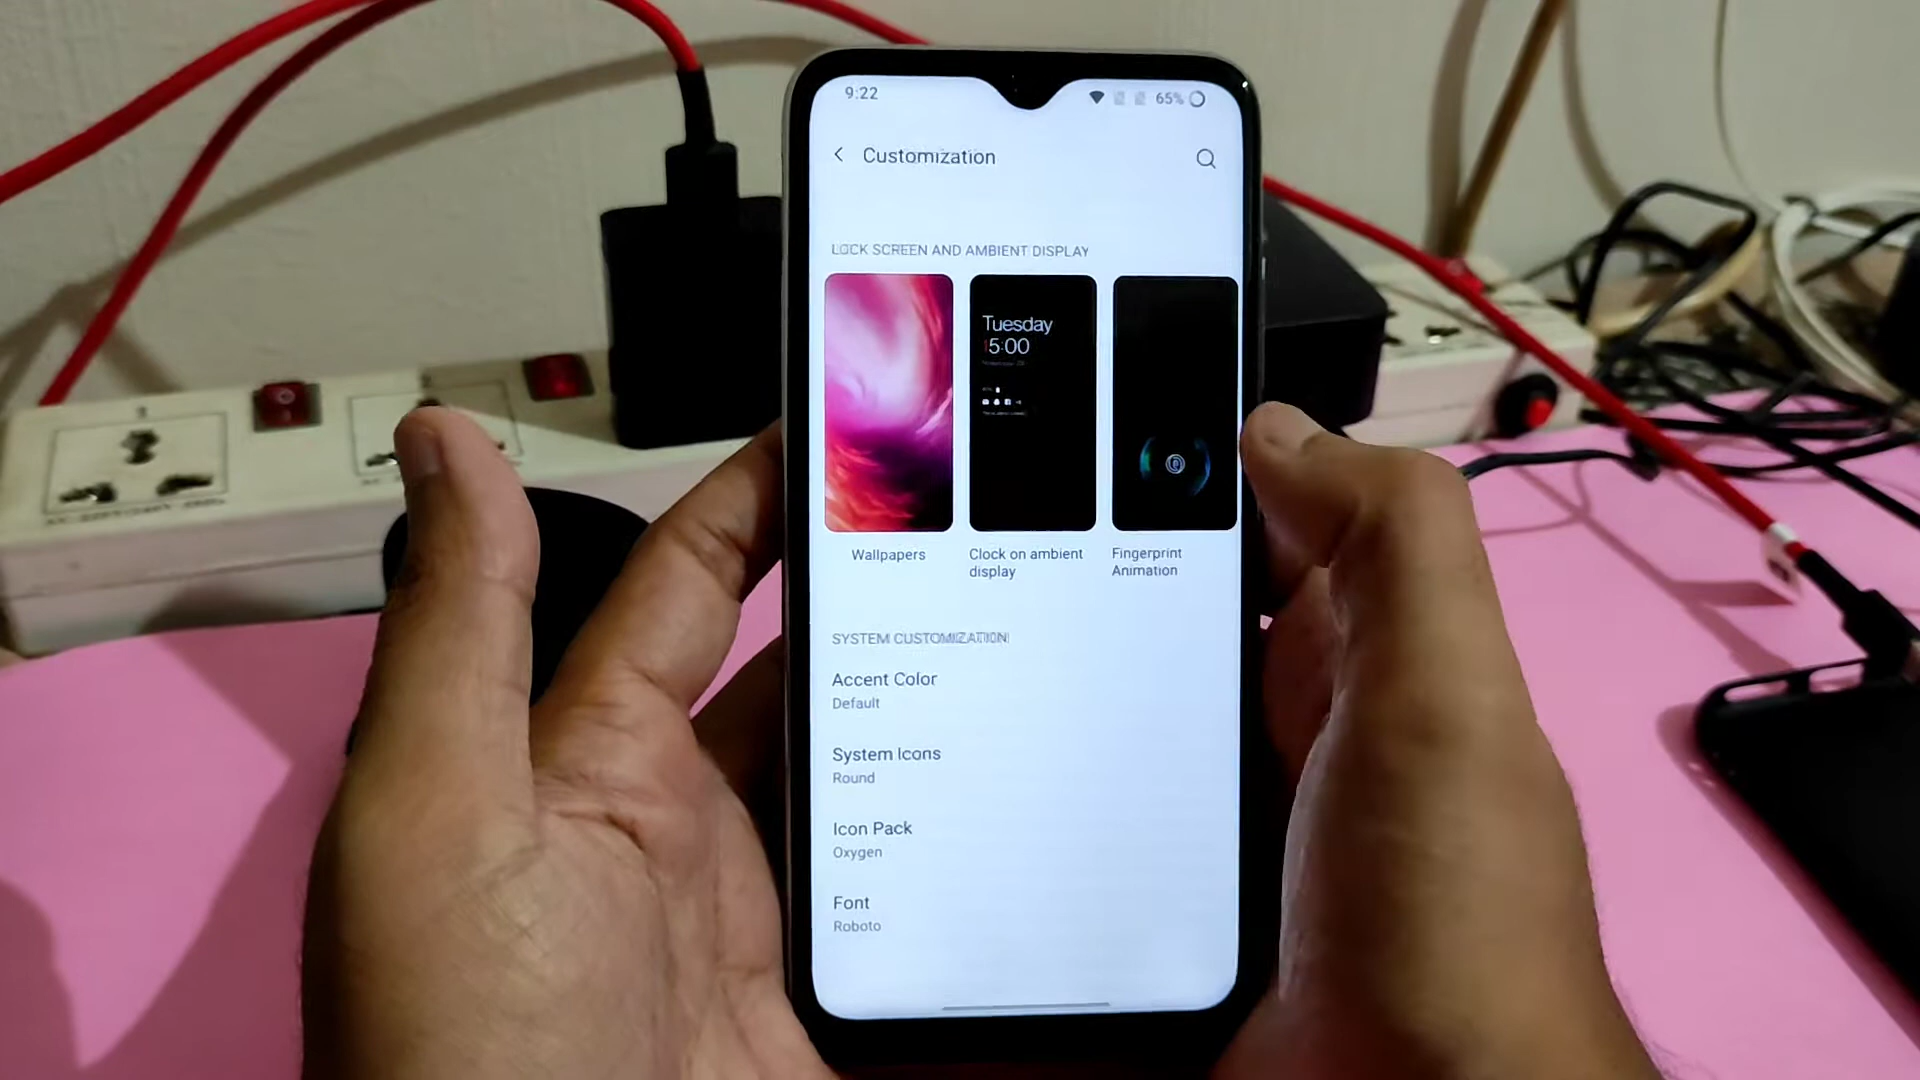 9:22
65%
Customization
LOCK SCREEN AND AMBIENT DISPLAY
Tuesday
15:00
Wallpapers
Clock on ambient
display
Fingerprint
Animation
SYSTEM CUSTOMIZATION
Accent Color
Default
System Icons
Round
Icon Pack
Oxygen
Font
Roboto